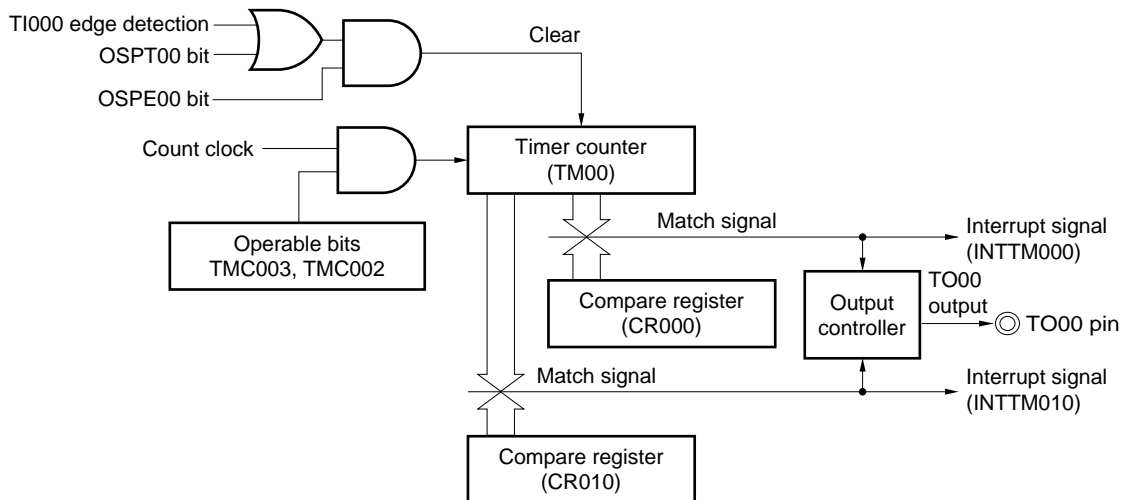 TI000 edge detection
OSPT00 bit
OSPE00 bit
Clear
Count clock
Timer counter
(TM00)
Operable bits
TMC003, TMC002
Match signal
Interrupt signal
(INTTM000)
Compare register
(CR000)
Output
controller
TO00
output
TO00 pin
Match signal
Interrupt signal
(INTTM010)
Compare register
(CR010)